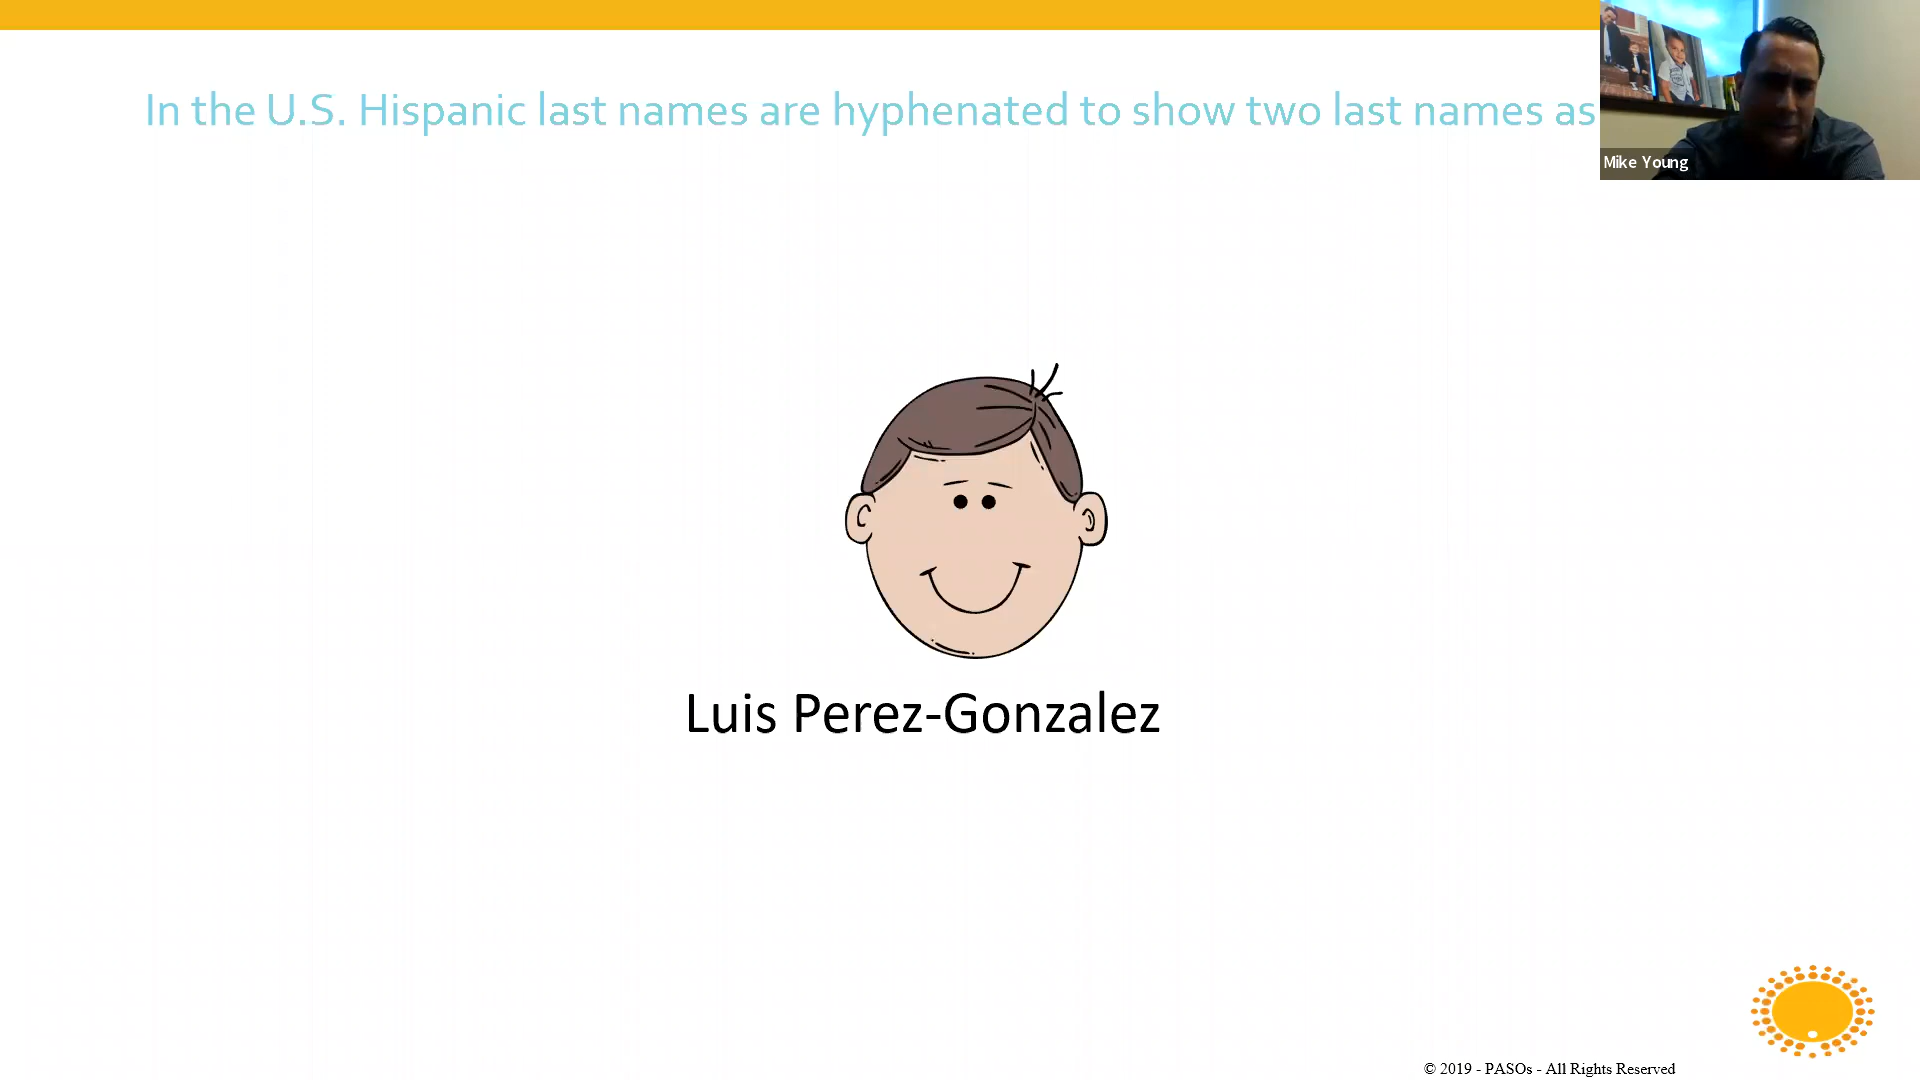 In the U.S. Hispanic last names are hyphenated to show two last names as
Mike Young
Luis Perez-Gonzalez
© 2019 - PASOs - All Rights Reserved